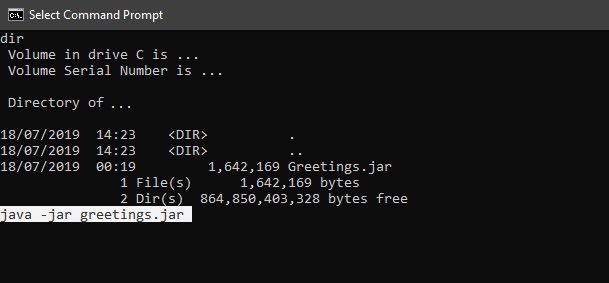 Select Command Prompt
dir
Volume in drive C is ...
Volume Serial Number is ...
Directory of ...
18/07/2019  14:23    <DIR>          .
18/07/2019  14:23    <DIR>          ..
18/07/2019  00:19         1,642,169 Greetings.jar
1 File(s)      1,642,169 bytes
2 Dir(s)  864,850,403,328 bytes free
java -jar greetings.jar